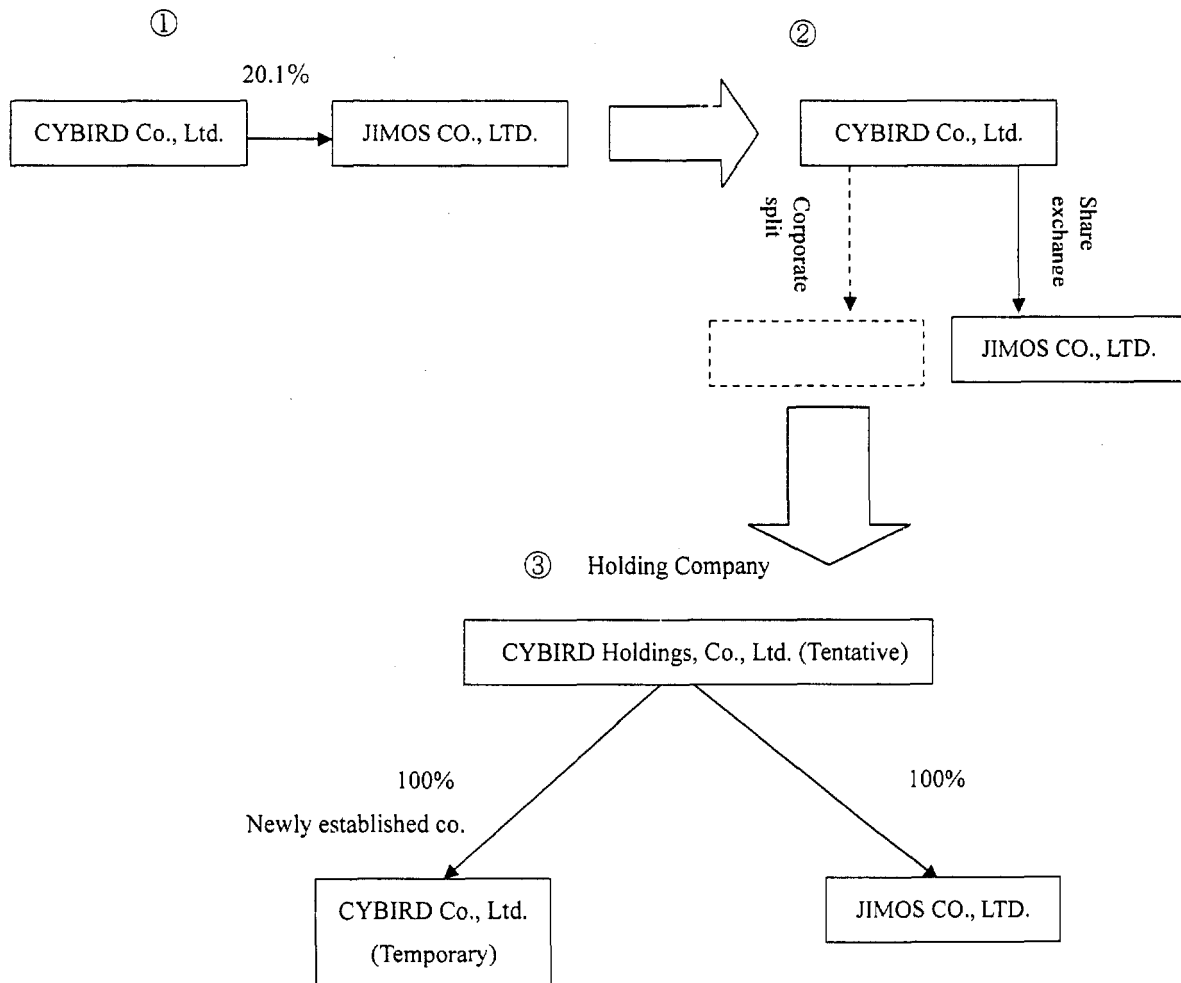 ①
20.1%
CYBIRD Co., Ltd.
JIMOS CO., LTD.
②
CYBIRD Co., Ltd.
Corporate
split
Share
exchange
JIMOS CO., LTD.
③ Holding Company
CYBIRD Holdings, Co., Ltd. (Tentative)
100%
Newly established co.
100%
CYBIRD Co., Ltd.
(Temporary)
JIMOS CO., LTD.